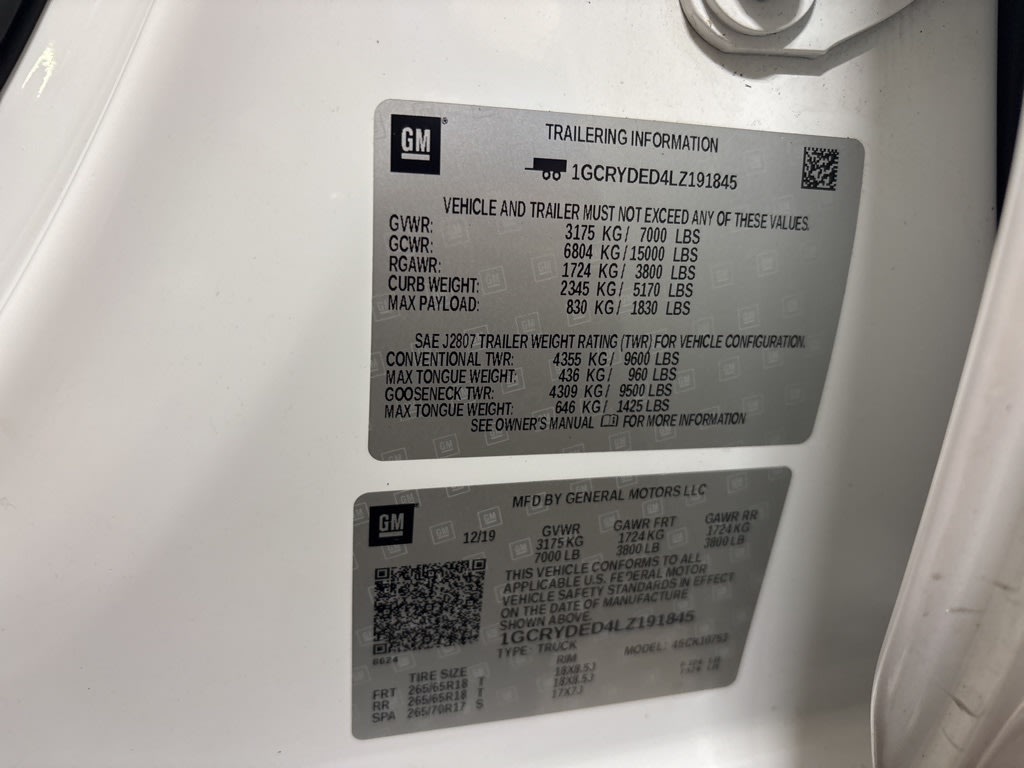 GM
TRAILERING INFORMATION
1GCRYDED4LZ191845
VEHICLE AND TRAILER MUST NOT EXCEED ANY OF THESE VALUES.
GVWR: 3175 KG/ 7000 LBS
GCWR: 6804 KG/15000 LBS
RGAWR: 1724 KG/ 3800 LBS
CURB WEIGHT: 2345 KG/ 5170 LBS
MAX PAYLOAD: 830 KG/ 1830 LBS
SAE J2807 TRAILER WEIGHT RATING (TWR) FOR VEHICLE CONFIGURATION.
CONVENTIONAL TWR: 4355 KG/ 9600 LBS
MAX TONGUE WEIGHT: 436 KG/ 960 LBS
GOOSENECK TWR: 4309 KG/ 9500 LBS
MAX TONGUE WEIGHT: 646 KG/ 1425 LBS
SEE OWNER'S MANUAL FOR MORE INFORMATION
GM
MFD BY GENERAL MOTORS LLC
12/19 GVWR GAWR FRT GAWR RR
3175 KG 1724 KG 1724 KG
7000 LB 3800 LB 3800 LB
THIS VEHICLE CONFORMS TO ALL
APPLICABLE U.S. FEDERAL MOTOR
VEHICLE SAFETY STANDARDS IN EFFECT
ON THE DATE OF MANUFACTURE
SHOWN ABOVE.
1GCRYDED4LZ191845
TYPE: TRUCK MODEL:
6624
TIRE SIZE RIM
FRT 265/65R18 T 18X8.5J
RR 265/65R18 T 18X8.5J
SPA 265/70R17 S 17X7J